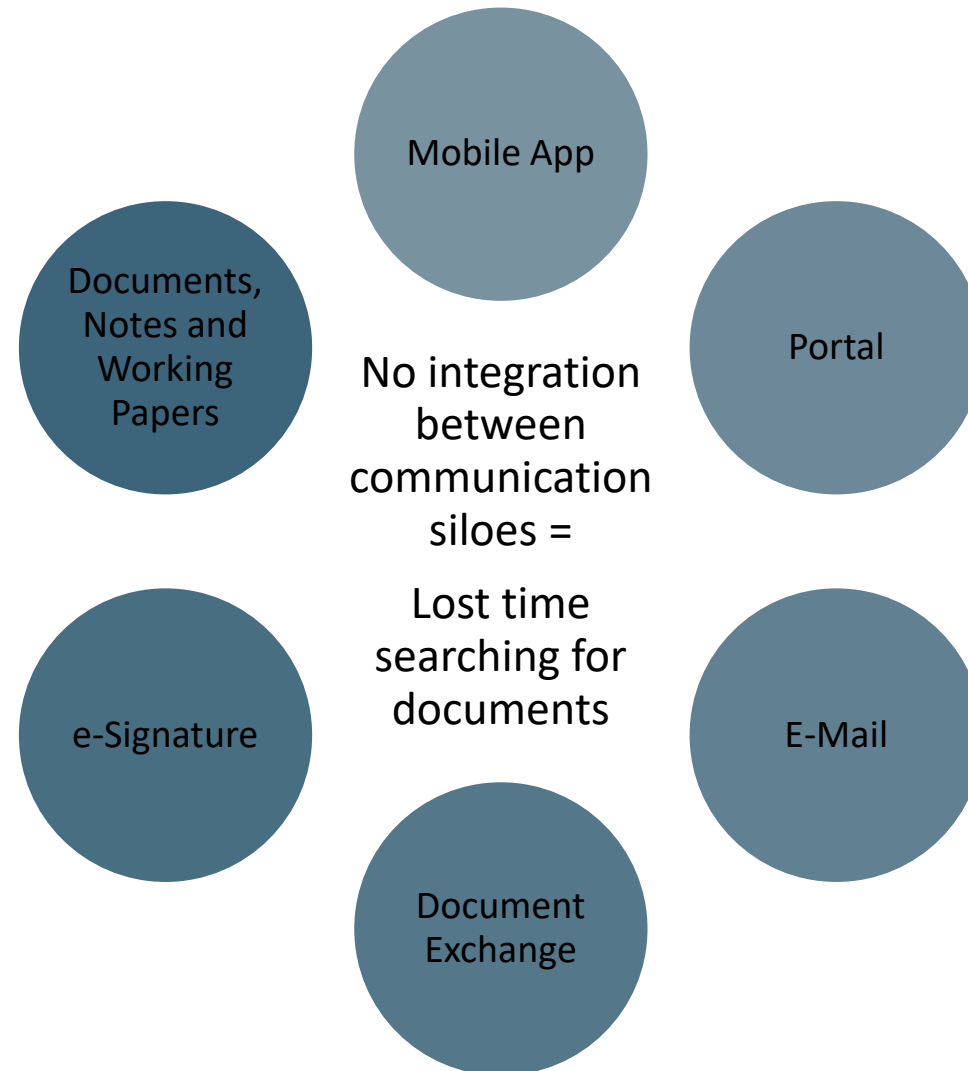 Mobile App
Documents,
Notes and
Working
Papers
Portal
No integration
between
communication
siloes =
Lost time
searching for
documents
e-Signature
E-Mail
Document
Exchange